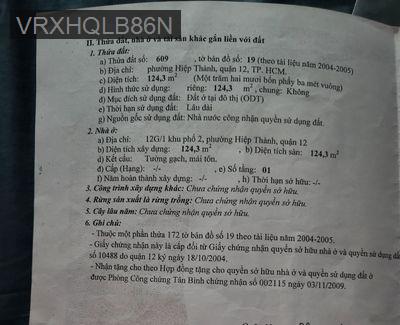 VRXHQLB86N
II. Thửa đất, nhà ở và tài sản khác gắn liền với đất
1. Thửa đất:
a) Thửa đất số: 609 , tờ bản đồ số: 19 (theo tài liệu năm 2004-2005)
b) Địa chỉ: phường Hiệp Thành, quận 12, TP. HCM.
c) Diện tích: 124,3 m² (Một trăm hai mươi bốn phẩy ba mét vuông)
d) Hình thức sử dụng: riêng: 124,3 m², chung: Không
đ) Mục đích sử dụng đất: Đất ở tại đô thị (ODT)
e) Thời hạn sử dụng đất: Lâu dài
g) Nguồn gốc sử dụng đất: Nhà nước công nhận quyền sử dụng đất.
2. Nhà ở:
a) Địa chỉ: 12G/1 khu phố 2, phường Hiệp Thành, quận 12
b) Diện tích xây dựng: 124,3 m² , b) Diện tích sàn: 124,3 m²
d) Kết cấu: Tường gạch, mái tôn.
đ) Cấp (Hạng): -/- , e) Số tầng: 01
f) Năm hoàn thành xây dựng: -/- , h) Thời hạn sở hữu: -/-
3. Công trình xây dựng khác: Chưa chứng nhận quyền sở hữu.
4. Rừng sản xuất là rừng trồng: Chưa chứng nhận quyền sở hữu.
5. Cây lâu năm: Chưa chứng nhận quyền sở hữu.
6. Ghi chú:
- Thuộc một phần thửa 172 tờ bản đồ số 19 theo tài liệu năm 2004-2005.
- Giấy chứng nhận này là cấp đổi từ Giấy chứng nhận quyền sở hữu nhà ở và quyền sử dụng đất
số 10488 do quận 12 ký ngày 18/10/2004.
- Nhận tặng cho theo Hợp đồng tặng cho quyền sở hữu nhà ở và quyền sử dụng đất ở
được Phòng Công chứng Tân Bình chứng nhận số 002115 ngày 03/11/2009.